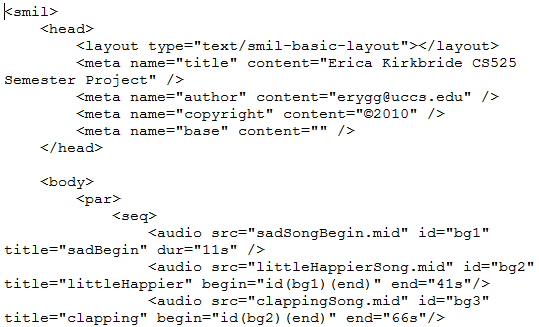 <smil>
    <head>
        <layout type="text/smil-basic-layout"></layout>
        <meta name="title" content="Erica Kirkbride CS525
Semester Project" />
        <meta name="author" content="erygg@uccs.edu" />
        <meta name="copyright" content="©2010" />
        <meta name="base" content="" />
    </head>

    <body>
        <par>
            <seq>
                <audio src="sadSongBegin.mid" id="bg1"
title="sadBegin" dur="11s" />
                <audio src="littleHappierSong.mid" id="bg2"
title="littleHappier" begin="id(bg1)(end)" end="41s"/>
                <audio src="clappingSong.mid" id="bg3"
title="clapping" begin="id(bg2)(end)" end="66s"/>